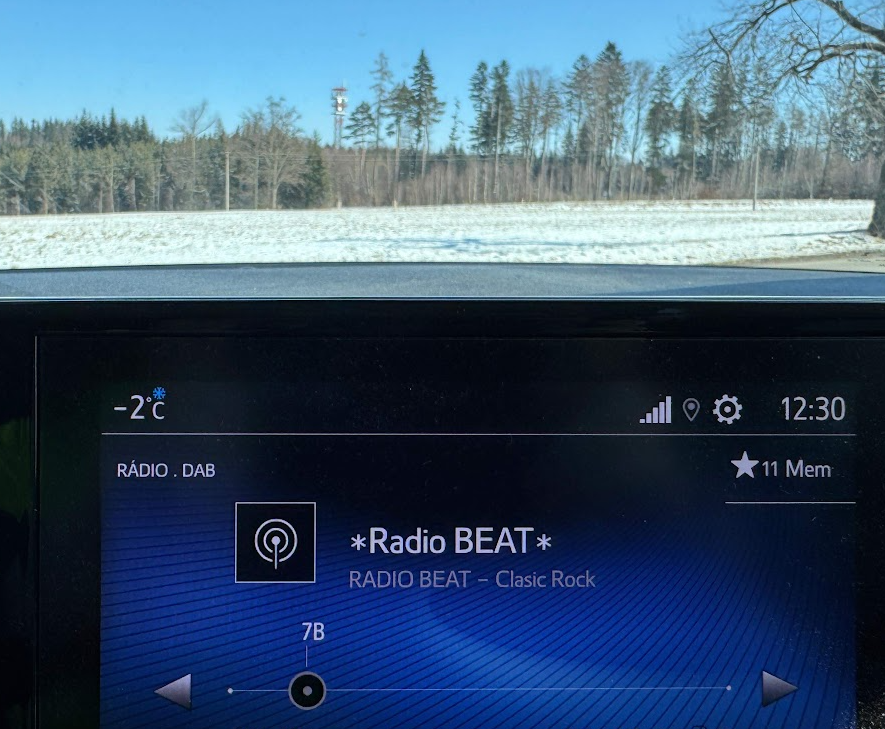 -2°C
12:30
RÁDIO . DAB
11 Mem
*Radio BEAT*
RADIO BEAT – Clasic Rock
7B